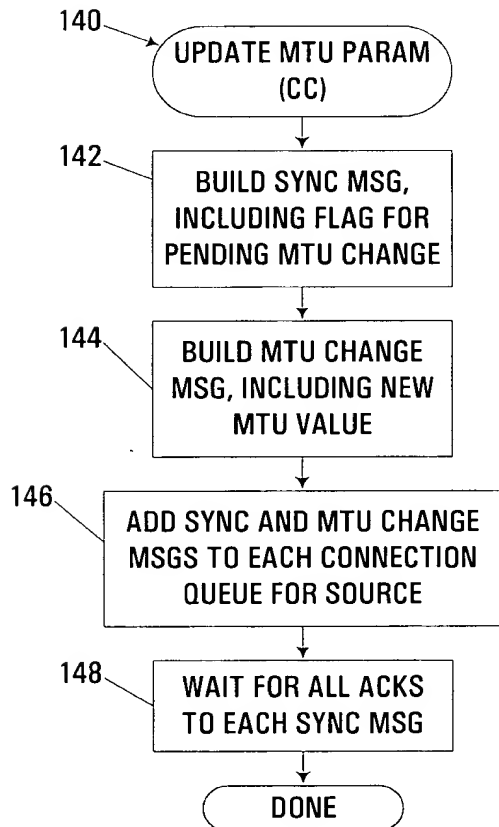 140
UPDATE MTU PARAM
(CC)
142
BUILD SYNC MSG,
INCLUDING FLAG FOR
PENDING MTU CHANGE
144
BUILD MTU CHANGE
MSG, INCLUDING NEW
MTU VALUE
146
ADD SYNC AND MTU CHANGE
MSGS TO EACH CONNECTION
QUEUE FOR SOURCE
148
WAIT FOR ALL ACKS
TO EACH SYNC MSG
DONE